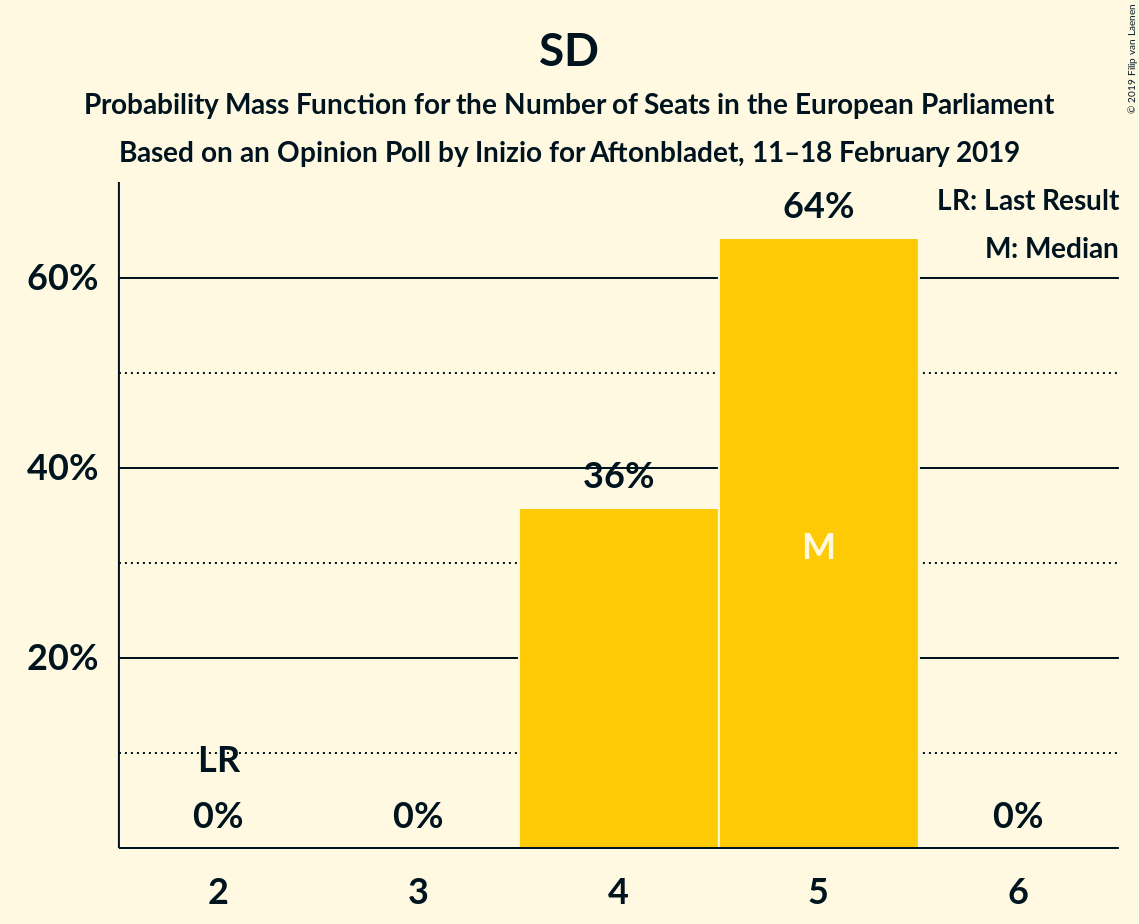 SD
Probability Mass Function for the Number of Seats in the European Parliament
Based on an Opinion Poll by Inizio for Aftonbladet, 11–18 February 2019
© 2019 Filip van Laenen
LR: Last Result
M: Median
64%
60%
40%
36%
M
20%
LR
0%
0%
0%
2
3
4
5
6